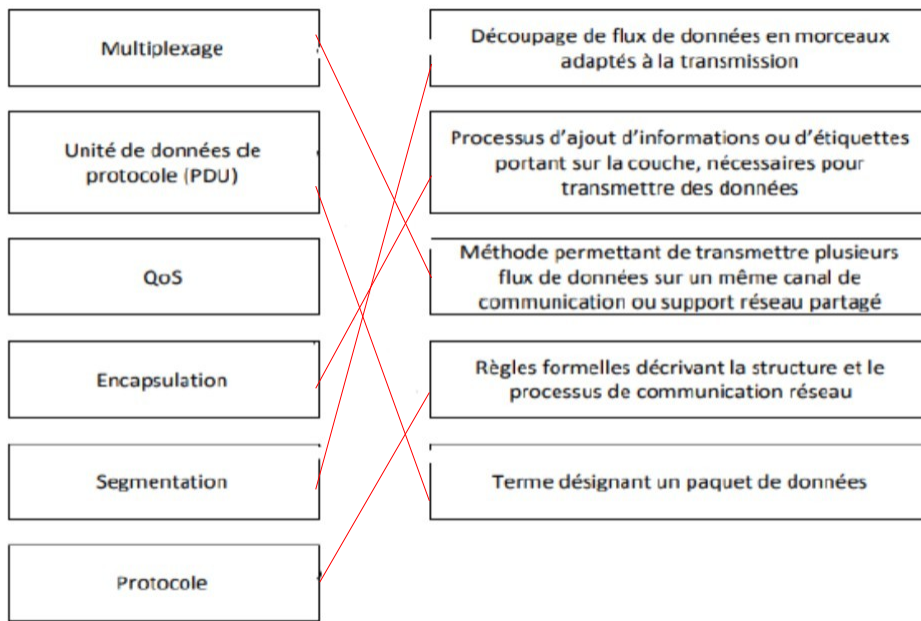 Multiplexage
Découpage de flux de données en morceaux
adaptés à la transmission
Unité de données de
protocole (PDU)
Processus d'ajout d'informations ou d'étiquettes
portant sur la couche, nécessaires pour
transmettre des données
QoS
Méthode permettant de transmettre plusieurs
flux de données sur un même canal de
communication ou support réseau partagé
Encapsulation
Règles formelles décrivant la structure et le
processus de communication réseau
Segmentation
Terme désignant un paquet de données
Protocole